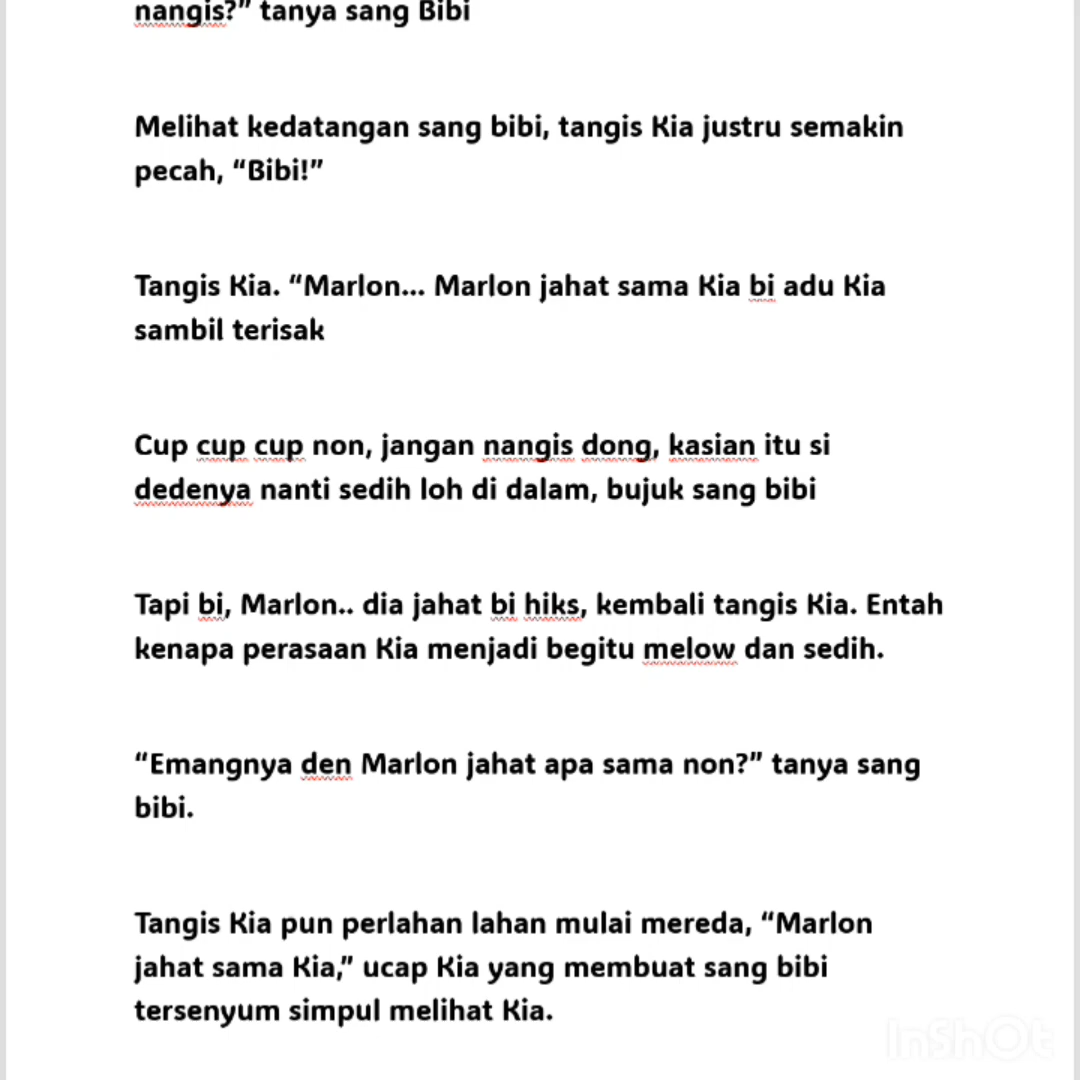 nangis?” tanya sang Bibi
Melihat kedatangan sang bibi, tangis Kia justru semakin
pecah, “Bibi!”
Tangis Kia. “Marlon... Marlon jahat sama Kia bi adu Kia
sambil terisak
Cup cup cup non, jangan nangis dong, kasian itu si
dedenya nanti sedih loh di dalam, bujuk sang bibi
Tapi bi, Marlon.. dia jahat bi hiks, kembali tangis Kia. Entah
kenapa perasaan Kia menjadi begitu melow dan sedih.
“Emangnya den Marlon jahat apa sama non?” tanya sang
bibi.
Tangis Kia pun perlahan lahan mulai mereda, “Marlon
jahat sama Kia,” ucap Kia yang membuat sang bibi
tersenyum simpul melihat Kia.
InShOt